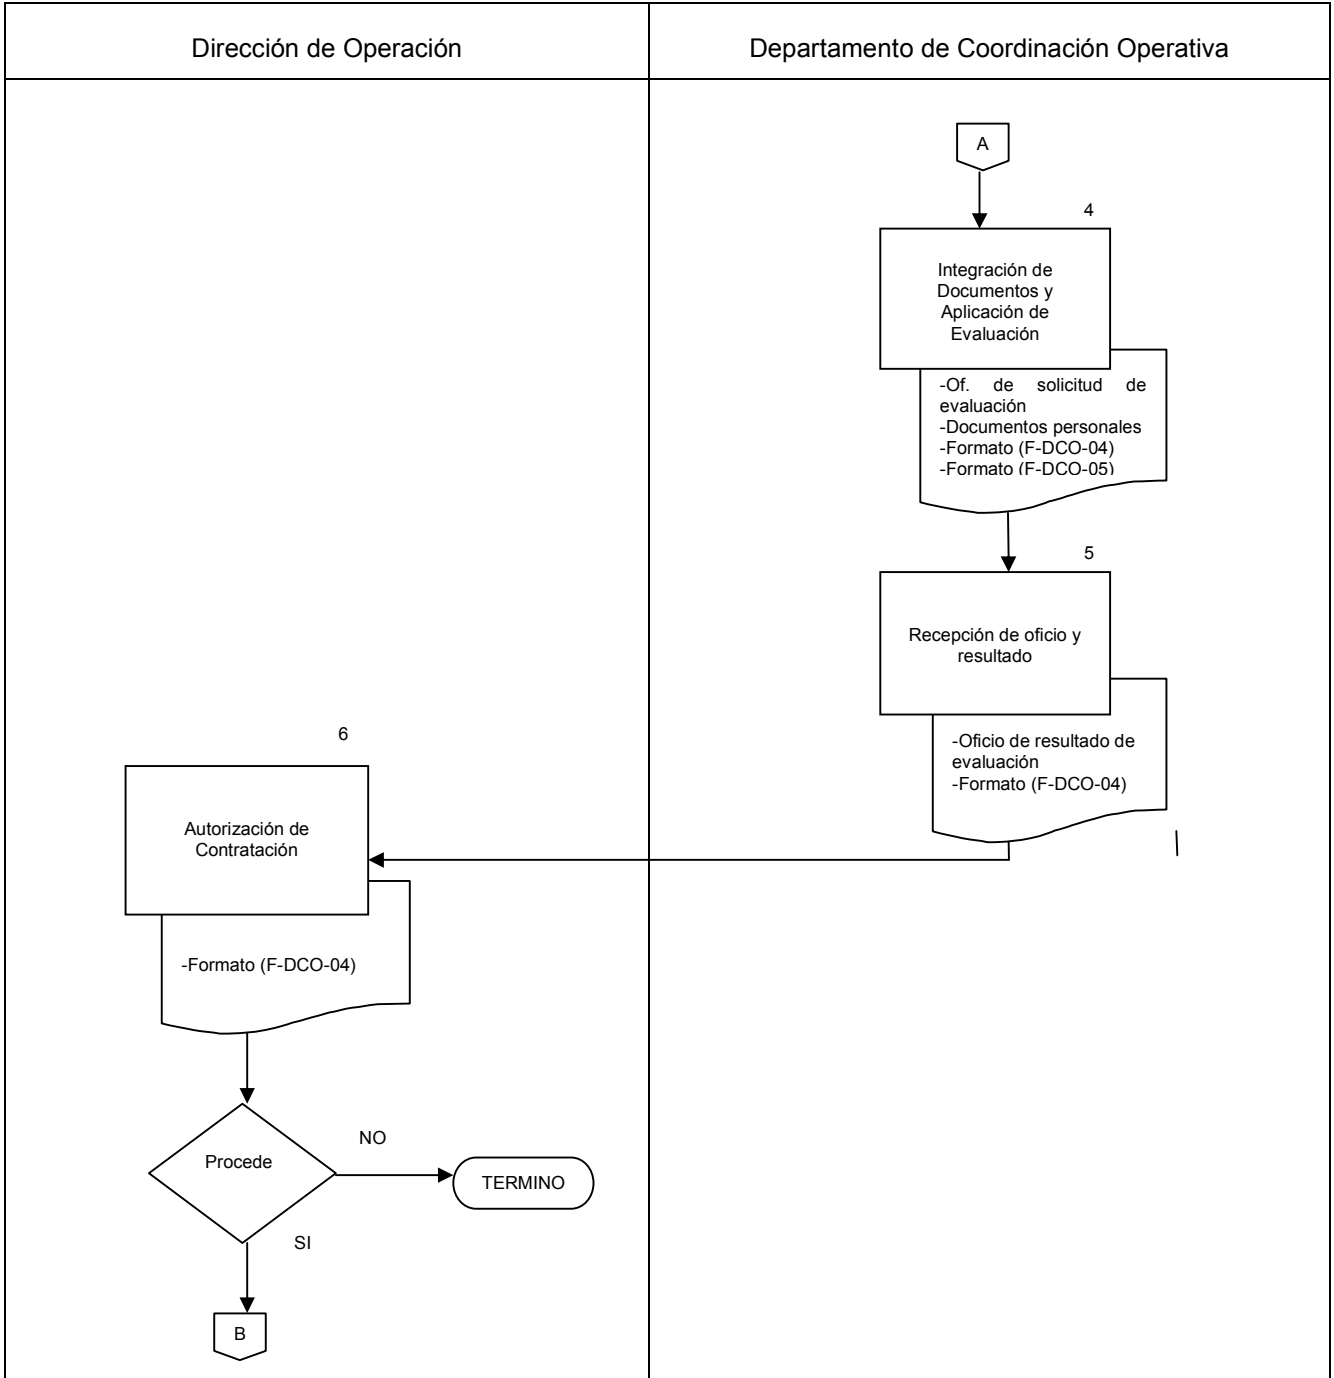 Dirección de Operación
Departamento de Coordinación Operativa
A
4
Integración de
Documentos y
Aplicación de
Evaluación
-Of. de solicitud de
evaluación
-Documentos personales
-Formato (F-DCO-04)
-Formato (F-DCO-05)
5
Recepción de oficio y
resultado
-Oficio de resultado de
evaluación
-Formato (F-DCO-04)
6
Autorización de
Contratación
-Formato (F-DCO-04)
Procede
NO
TERMINO
SI
B